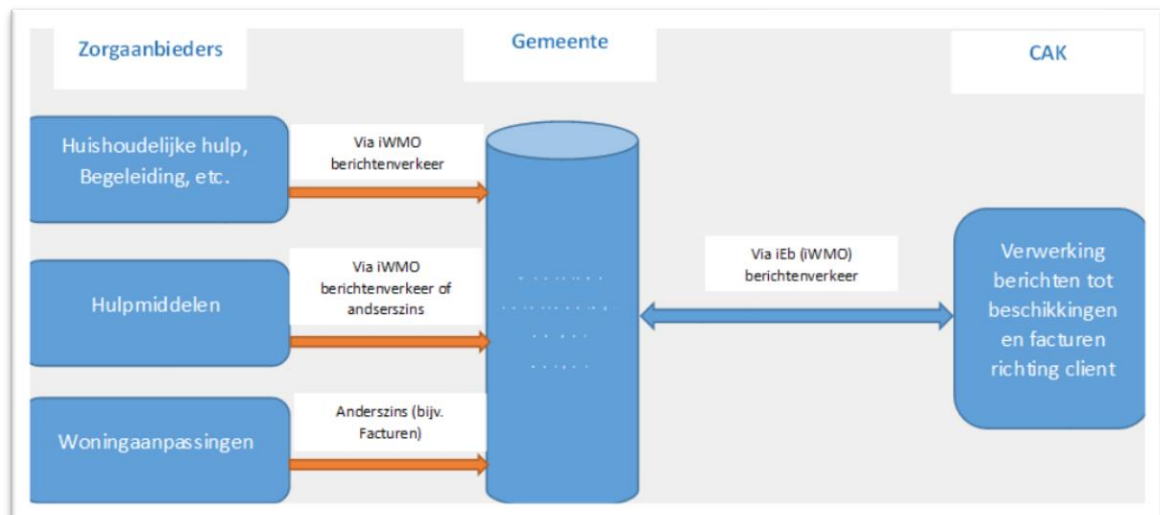 Zorgaanbieders
Gemeente
CAK
Huishoudelijke hulp,
Begeleiding, etc.
Via iWMO
berichtenverkeer
Hulpmiddelen
Via iWMO
berichtenverkeer of
andserszins
Woningaanpassingen
Anderszins (bijv.
Facturen)
Via iEb (iWMO)
berichtenverkeer
Verwerking
berichten tot
beschikkingen
en facturen
richting client